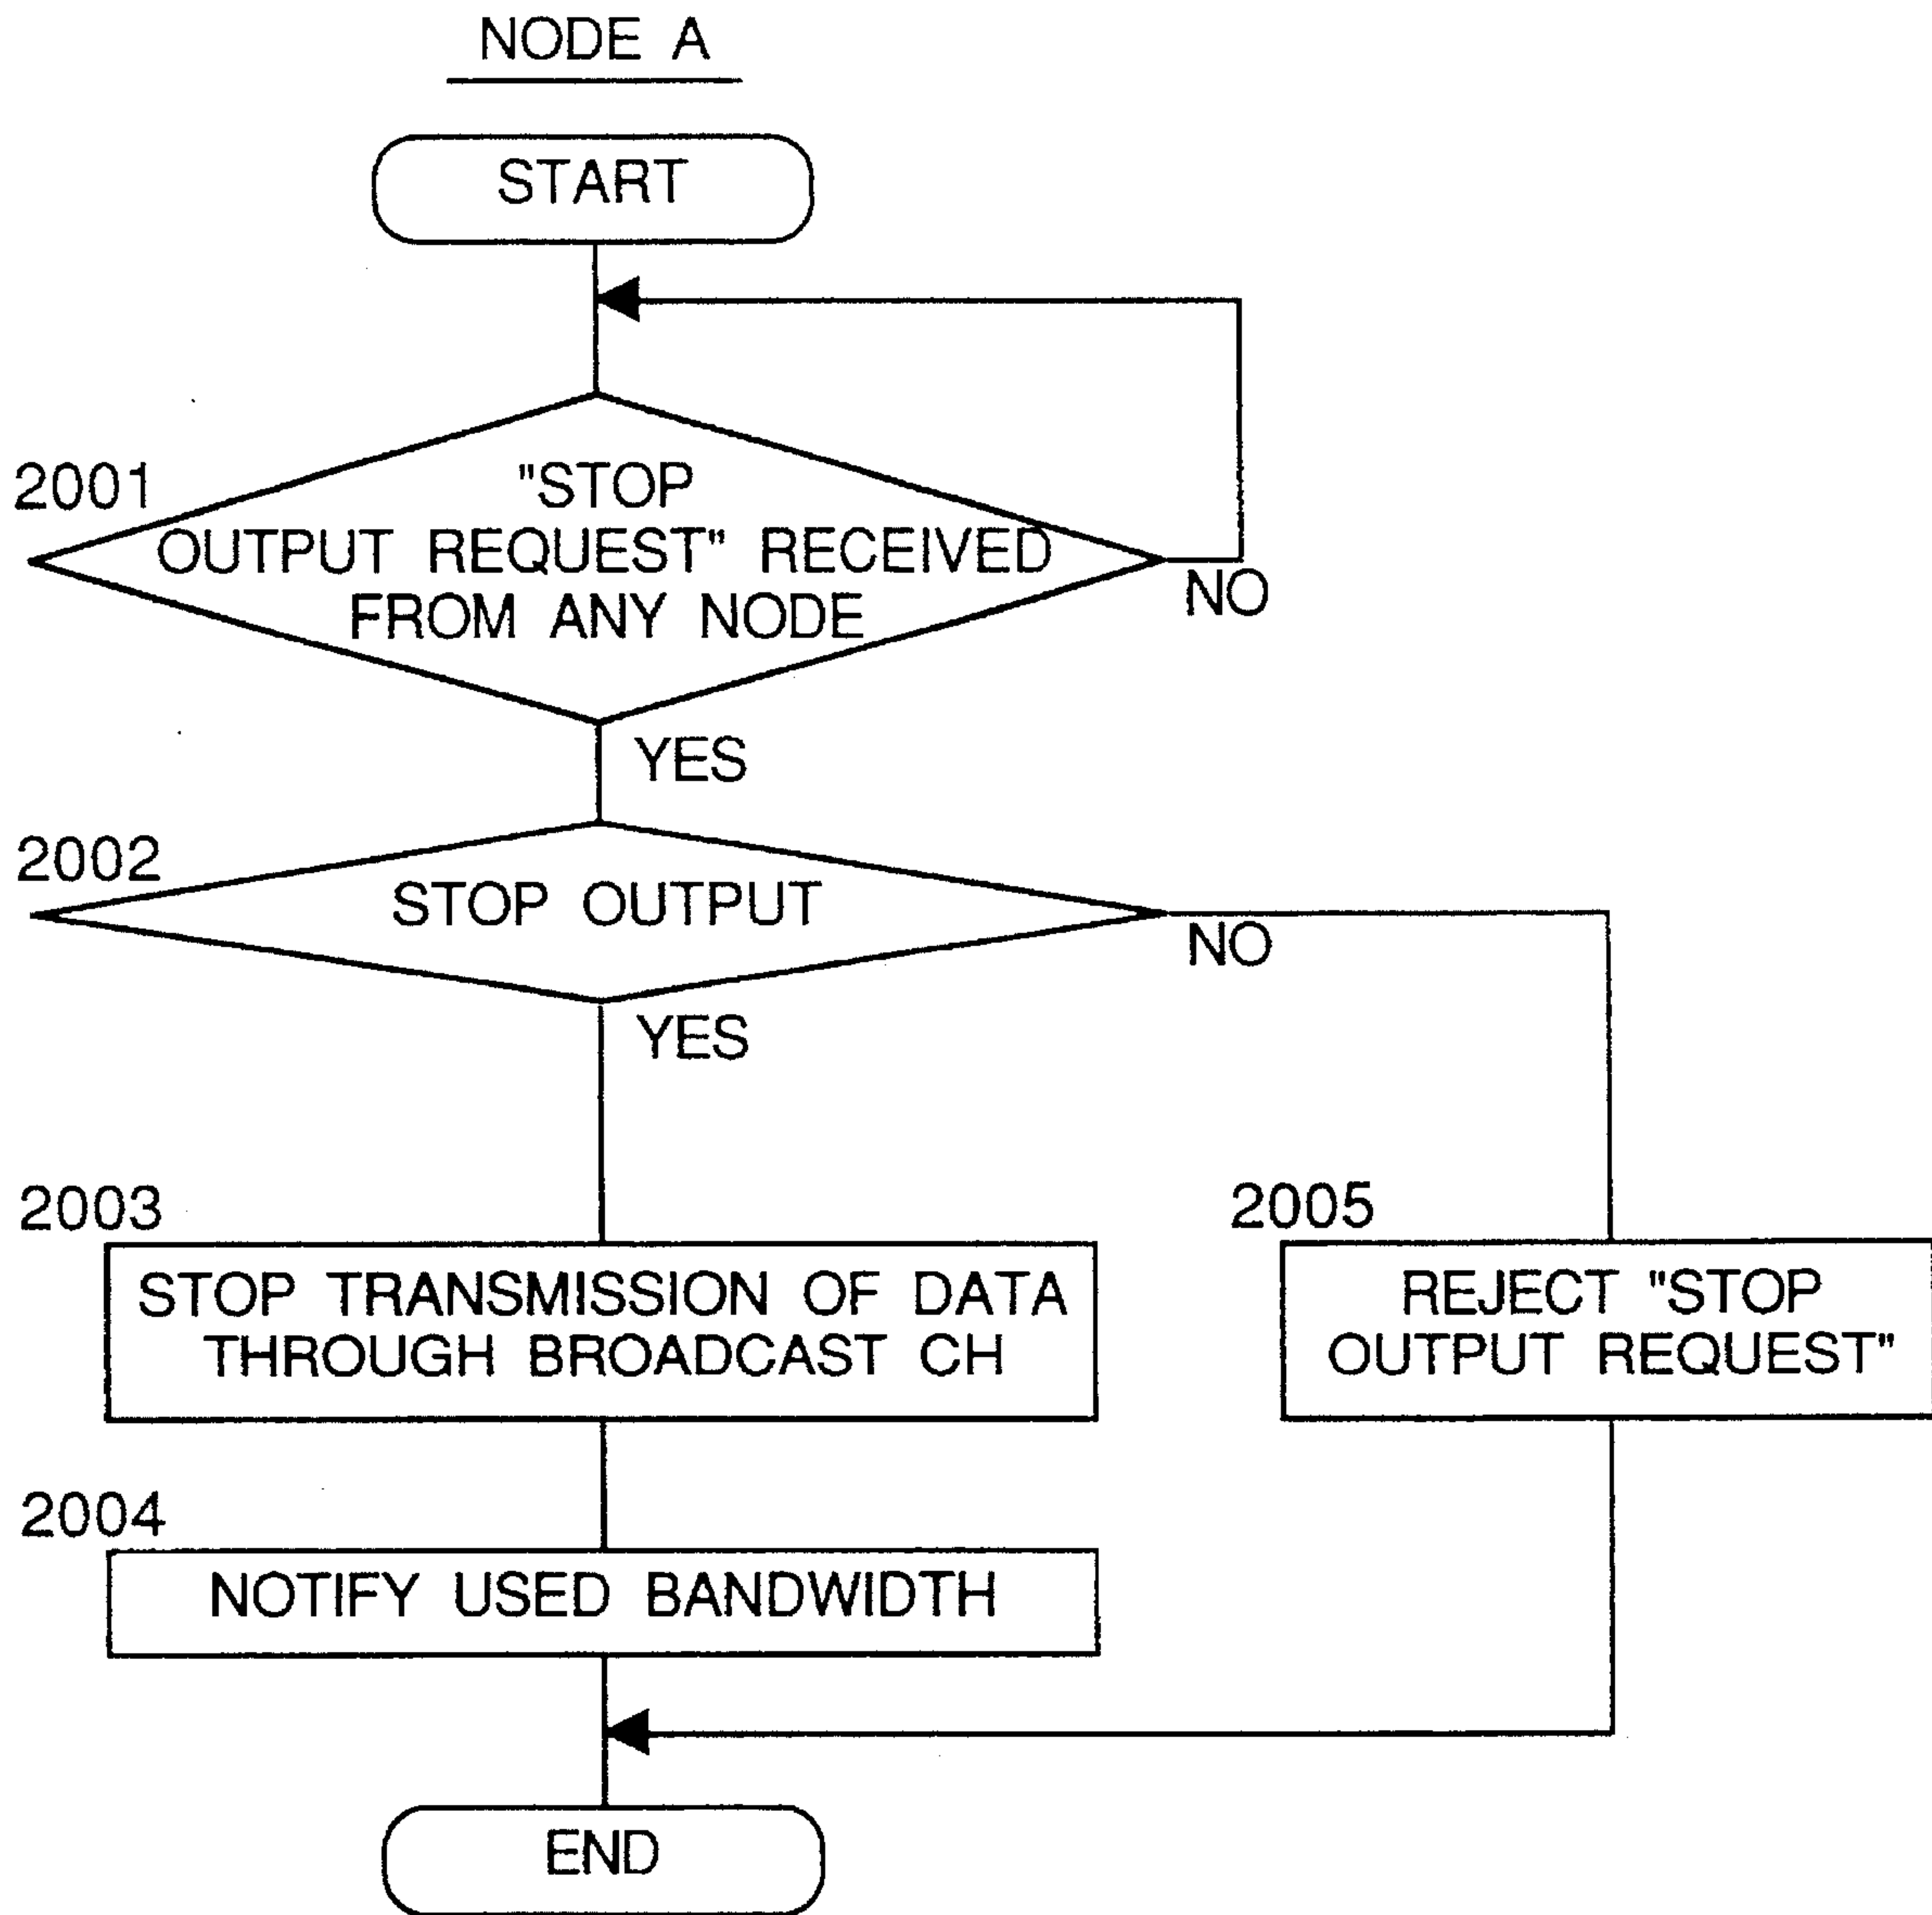 NODE A
START
2001
"STOP
OUTPUT REQUEST" RECEIVED
FROM ANY NODE
NO
YES
2002
STOP OUTPUT
NO
YES
2003
STOP TRANSMISSION OF DATA
THROUGH BROADCAST CH
2005
REJECT "STOP
OUTPUT REQUEST"
2004
NOTIFY USED BANDWIDTH
END